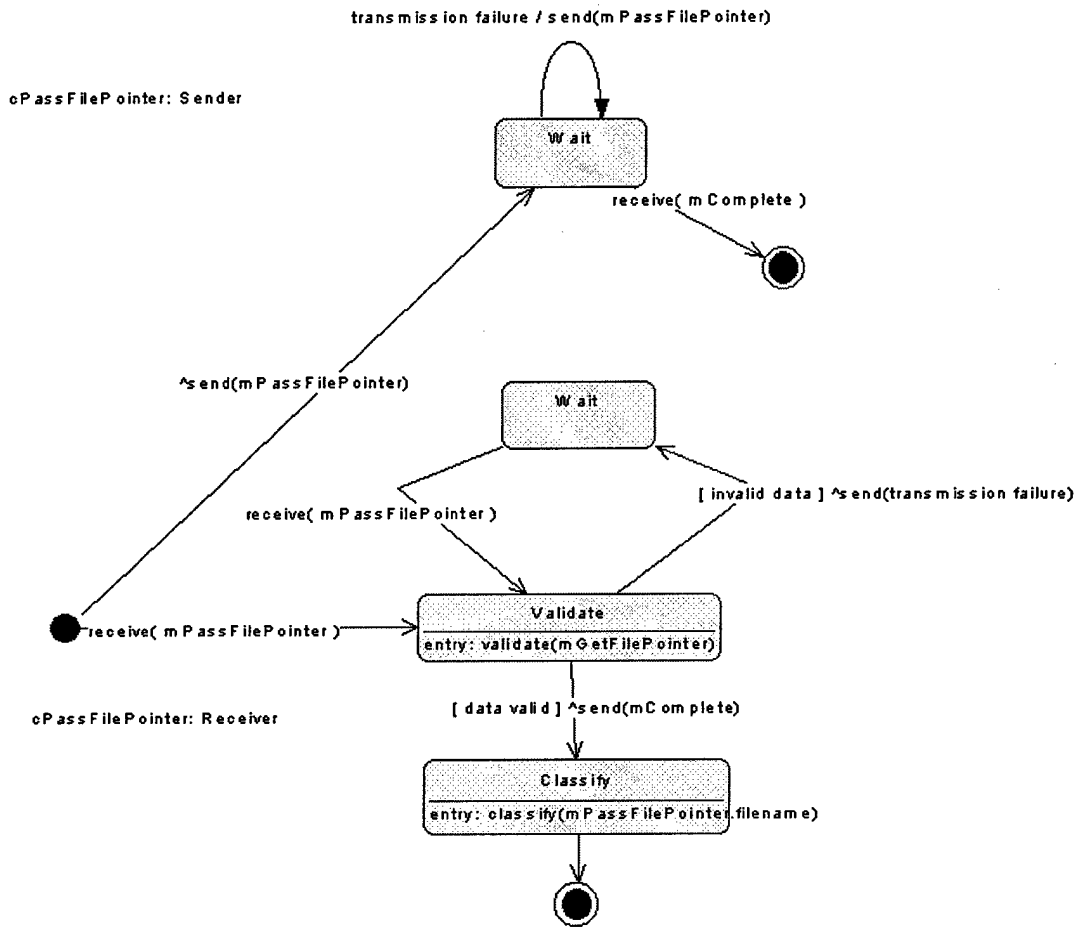 transmission failure / send(mPassFilePointer)
cPassFilePointer: Sender
Wait
receive( mComplete )
^send(mPassFilePointer)
Wait
[ invalid data ] ^send(transmission failure)
receive( mPassFilePointer )
Validate
receive( mPassFilePointer )
entry: validate(mGetFilePointer)
cPassFilePointer: Receiver
[ data valid ] ^send(mComplete)
Classify
entry: classify(mPassFilePointer.filename)